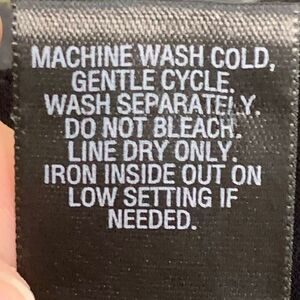 MACHINE WASH COLD,
GENTLE CYCLE.
WASH SEPARATELY.
DO NOT BLEACH.
LINE DRY ONLY.
IRON INSIDE OUT ON
LOW SETTING IF
NEEDED.